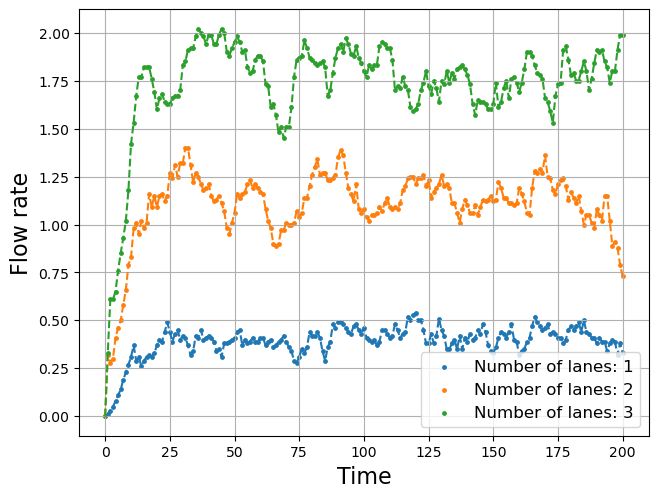 2.00
1.75
1.50
1.25
1.00
0.75
0.50
0.25
0.00
Flow rate
Number of lanes: 1
Number of lanes: 2
Number of lanes: 3
0 25 50 75 100 125 150 175 200
Time